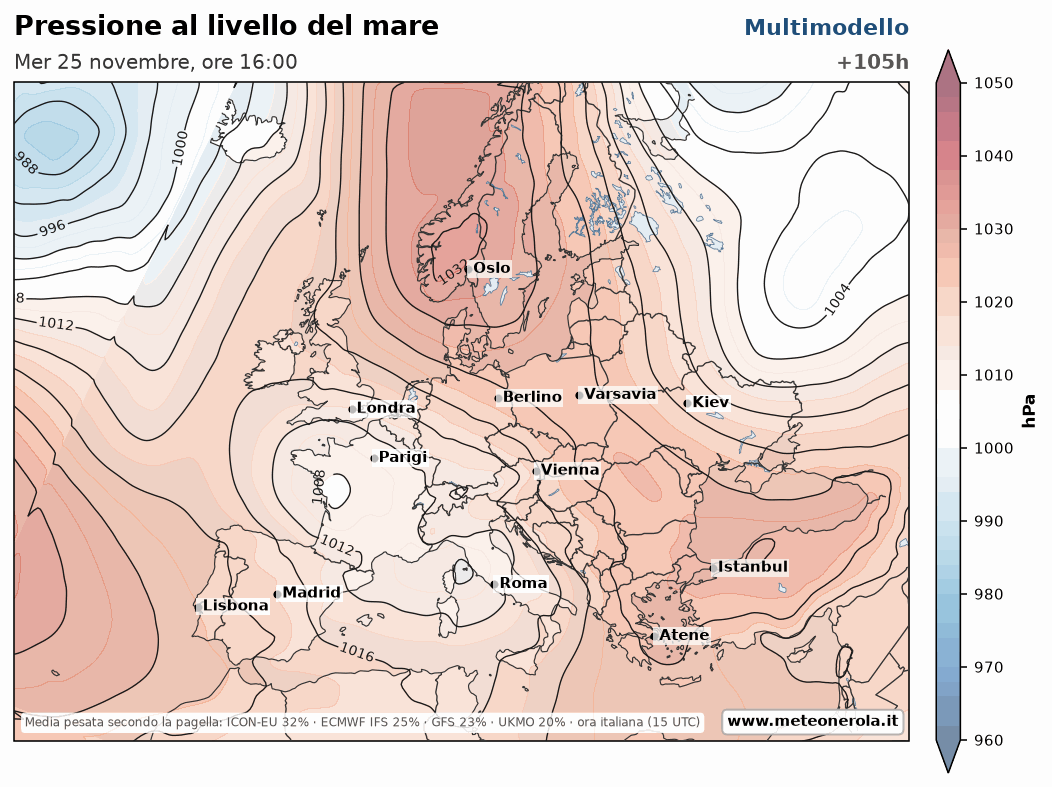 Pressione al livello del mare
Multimodello
Mer 25 novembre, ore 16:00
+105h
988
1000
996
8
1012
1032
Oslo
1004
Londra
Berlino
Varsavia
Kiev
Parigi
Vienna
1008
1012
Istanbul
Roma
Madrid
Lisbona
Atene
1016
Media pesata secondo la pagella: ICON-EU 32% · ECMWF IFS 25% · GFS 23% · UKMO 20% · ora italiana (15 UTC)
www.meteonerola.it
1050
1040
1030
1020
1010
1000
990
980
970
960
hPa